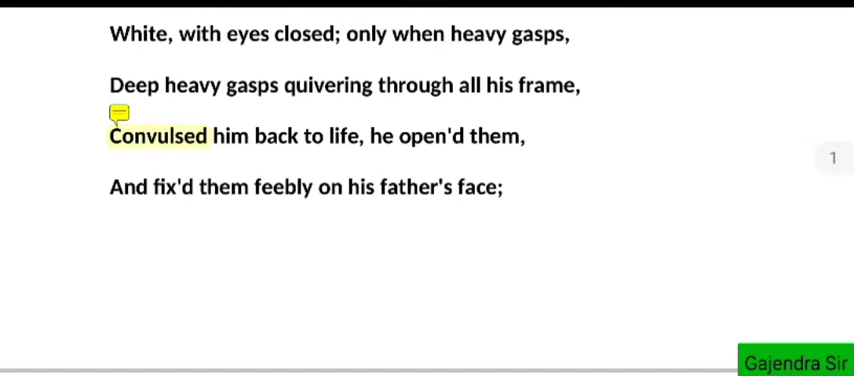 White, with eyes closed; only when heavy gasps,
Deep heavy gasps quivering through all his frame,
Convulsed him back to life, he open'd them,
1
And fix'd them feebly on his father's face;
Gajendra Sir